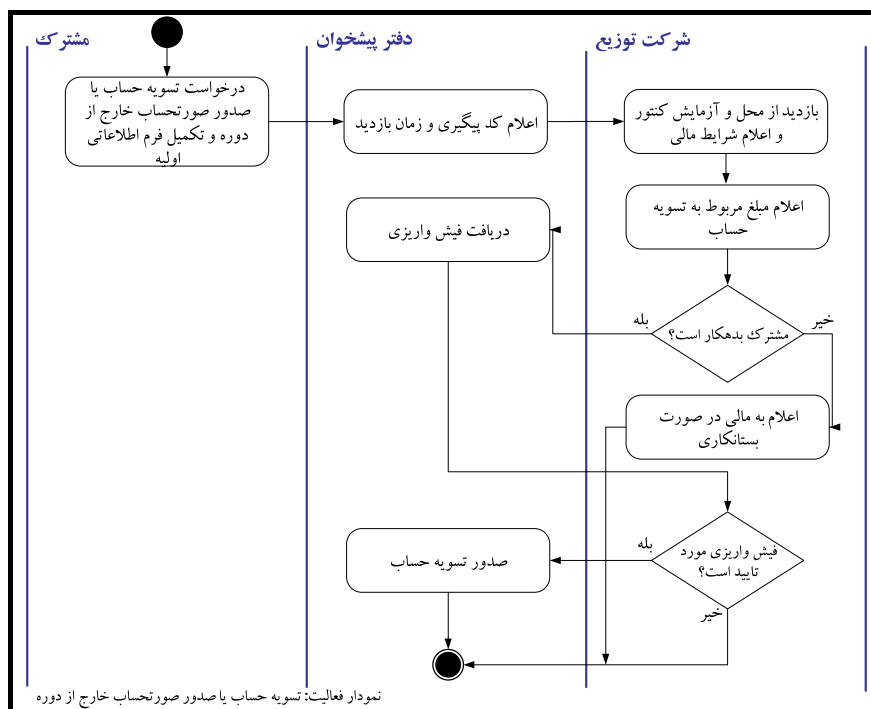 مشترك
دفتر پیشخوان
شركت توزیع
درخواست تسویه حساب یا
صدور صورتحساب خارج از
دوره و تکمیل فرم اطلاعاتی
اولیه
اعلام کد پیگیری و زمان بازدید
بازدید از محل و آزمایش کنتور
و اعلام شرایط مالی
اعلام مبلغ مربوط به تسویه
حساب
دریافت فیش واریزی
مشترك بدهکار است؟
بله
خیر
اعلام به مالی در صورت
بستانکاری
فیش واریزی مورد
تایید است؟
بله
خیر
صدور تسویه حساب
نمودار فعالیت: تسویه حساب یا صدور صورتحساب خارج از دوره